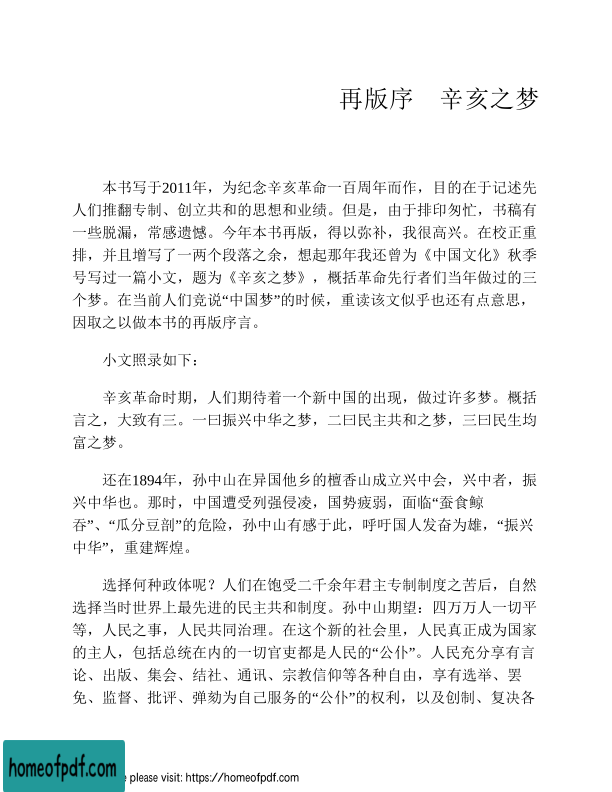 再版序　辛亥之梦
本书写于2011年，为纪念辛亥革命一百周年而作，目的在于记述先
人们推翻专制、创立共和的思想和业绩。但是，由于排印匆忙，书稿有
一些脱漏，常感遗憾。今年本书再版，得以弥补，我很高兴。在校正重
排，并且增写了一两个段落之余，想起那年我还曾为《中国文化》秋季
号写过一篇小文，题为《辛亥之梦》，概括革命先行者们当年做过的三
个梦。在当前人们竞说“中国梦”的时候，重读该文似乎也还有点意思，
因取之以做本书的再版序言。
小文照录如下：
辛亥革命时期，人们期待着一个新中国的出现，做过许多梦。概括
言之，大致有三。一曰振兴中华之梦，二曰民主共和之梦，三曰民生均
富之梦。
还在1894年，孙中山在异国他乡的檀香山成立兴中会，兴中者，振
兴中华也。那时，中国遭受列强侵凌，国势疲弱，面临“蚕食鲸
吞”、“瓜分豆剖”的危险，孙中山有感于此，呼吁国人发奋为雄，“振兴
中华”，重建辉煌。
选择何种政体呢？人们在饱受二千余年君主专制制度之苦后，自然
选择当时世界上最先进的民主共和制度。孙中山期望：四万万人一切平
等，人民之事，人民共同治理。在这个新的社会里，人民真正成为国家
的主人，包括总统在内的一切官吏都是人民的“公仆”。人民充分享有言
论、出版、集会、结社、通讯、宗教信仰等各种自由，享有选举、罢
免、监督、批评、弹劾为自己服务的“公仆”的权利，以及创制、复决各
homeofpdf.com
e please visit: https://homeofpdf.com